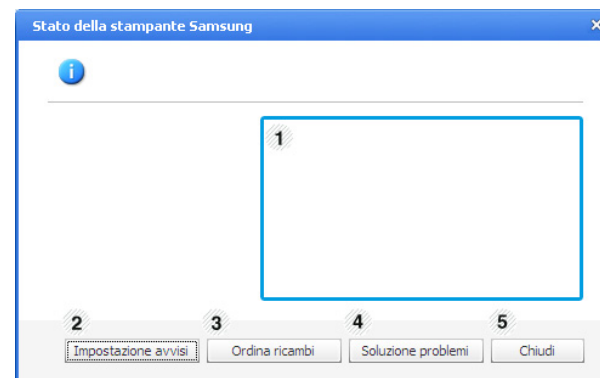 Stato della stampante Samsung
1
2 3 4 5
Impostazione avvisi Ordina ricambi Soluzione problemi Chiudi